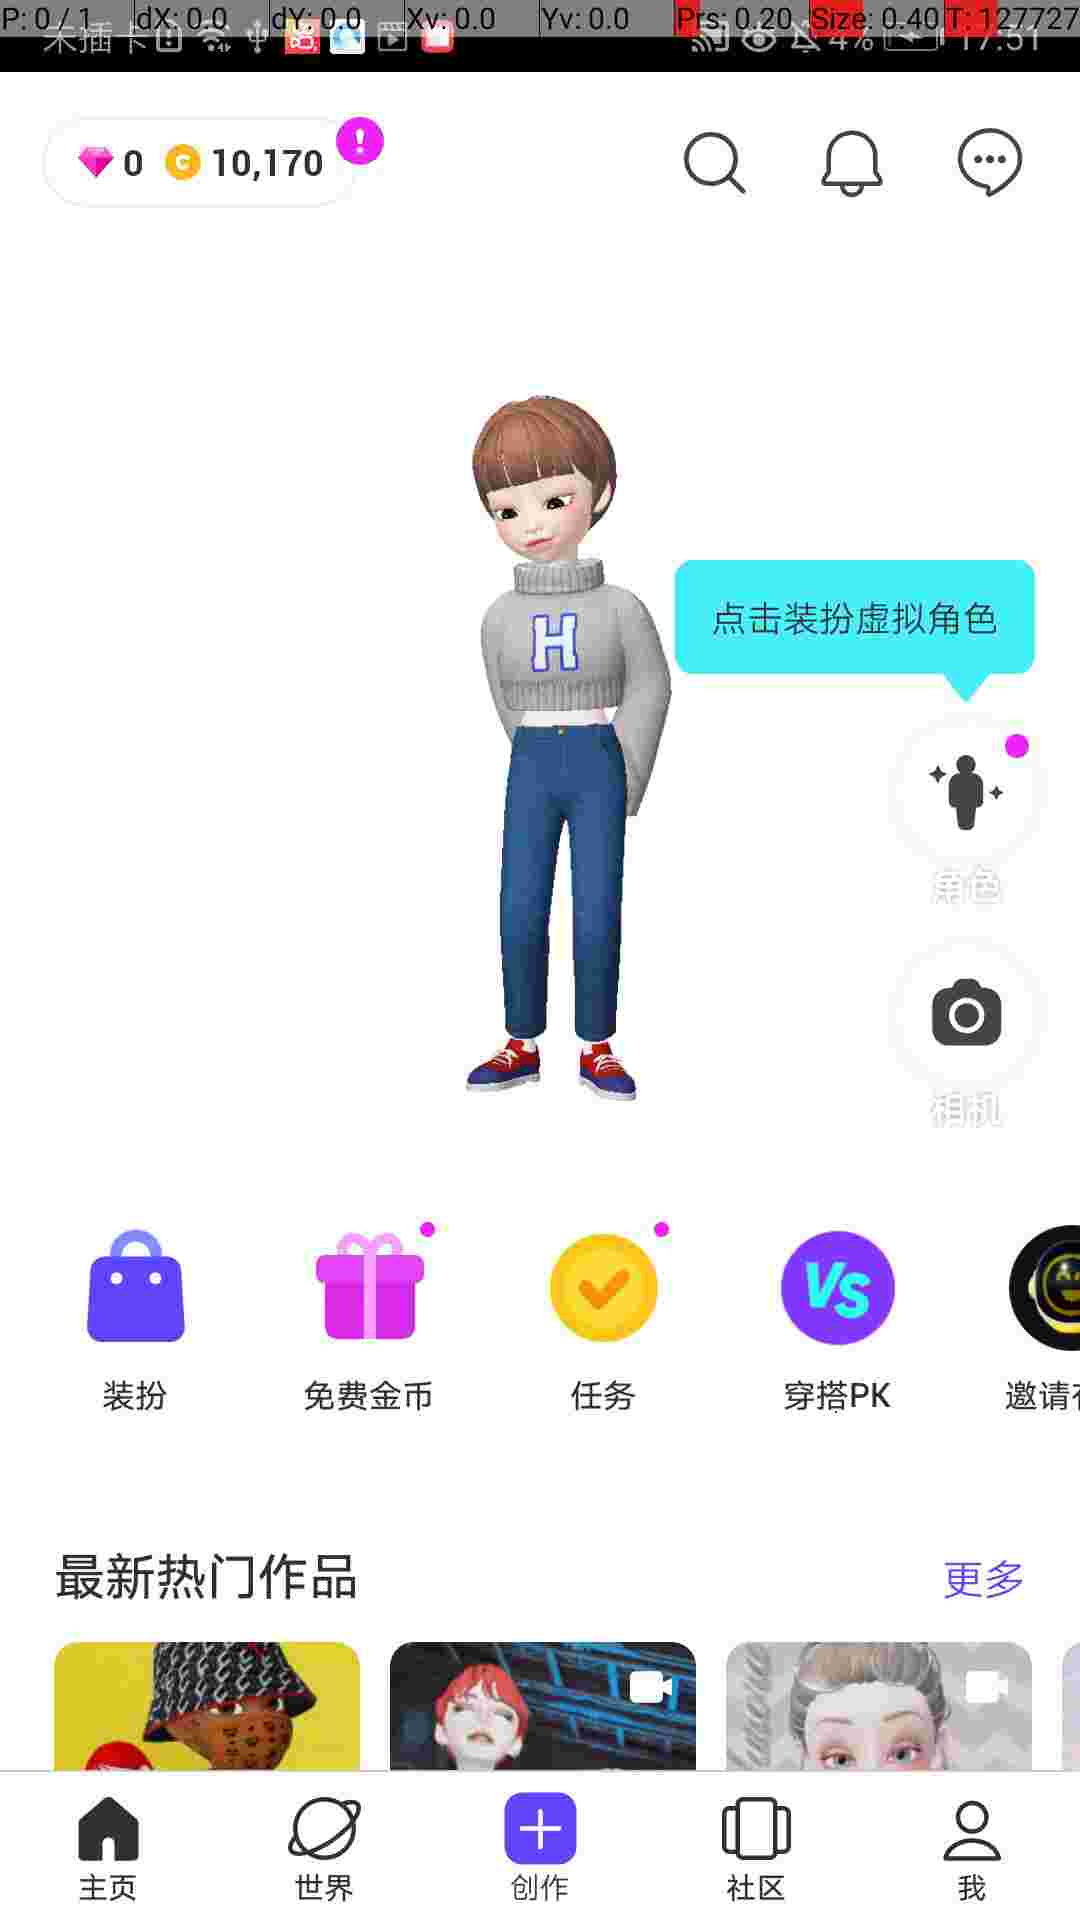 P: 0 / 1 dX: 0.0 dY: 0.0 Xv: 0.0 Yv: 0.0 Prs: 0.20 Size: 0.40 T: 127727
未插卡 4% 17:51
0 C 10,170 !
H
点击装扮虚拟角色
角色
相机
VS
装扮 免费金币 任务 穿搭PK 邀请
最新热门作品 更多
主页 世界 创作 社区 我